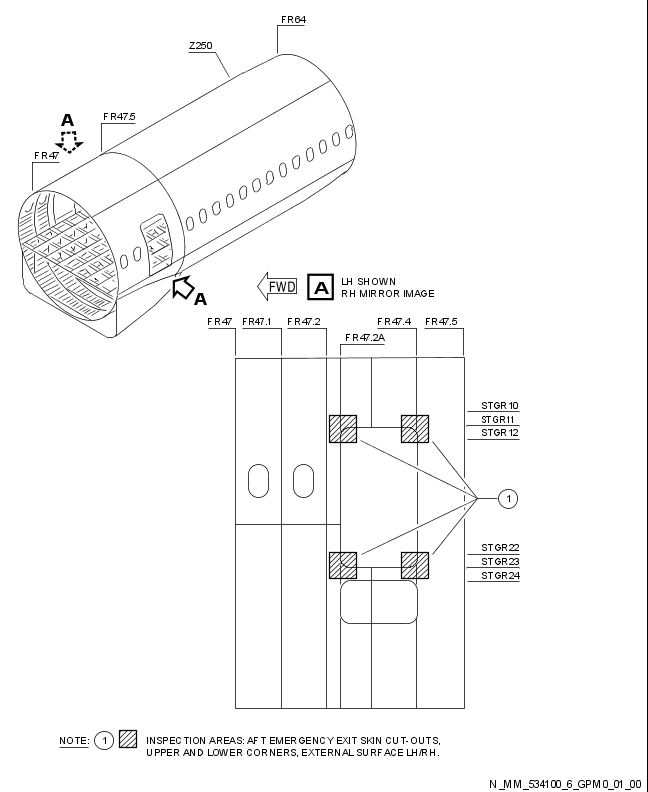 FR64
Z250
A
FR47.5
FR47
A
FWD
A
LH SHOWN
RH MIRROR IMAGE
FR47 FR47.1 FR47.2 FR47.4 FR47.5
FR47.2A
STGR10
STGR11
STGR12
1
STGR22
STGR23
STGR24
NOTE: 1 INSPECTION AREAS: AFT EMERGENCY EXIT SKIN CUT-OUTS,
UPPER AND LOWER CORNERS, EXTERNAL SURFACE LH/RH.
N_MM_534100_6_GPM0_01_00